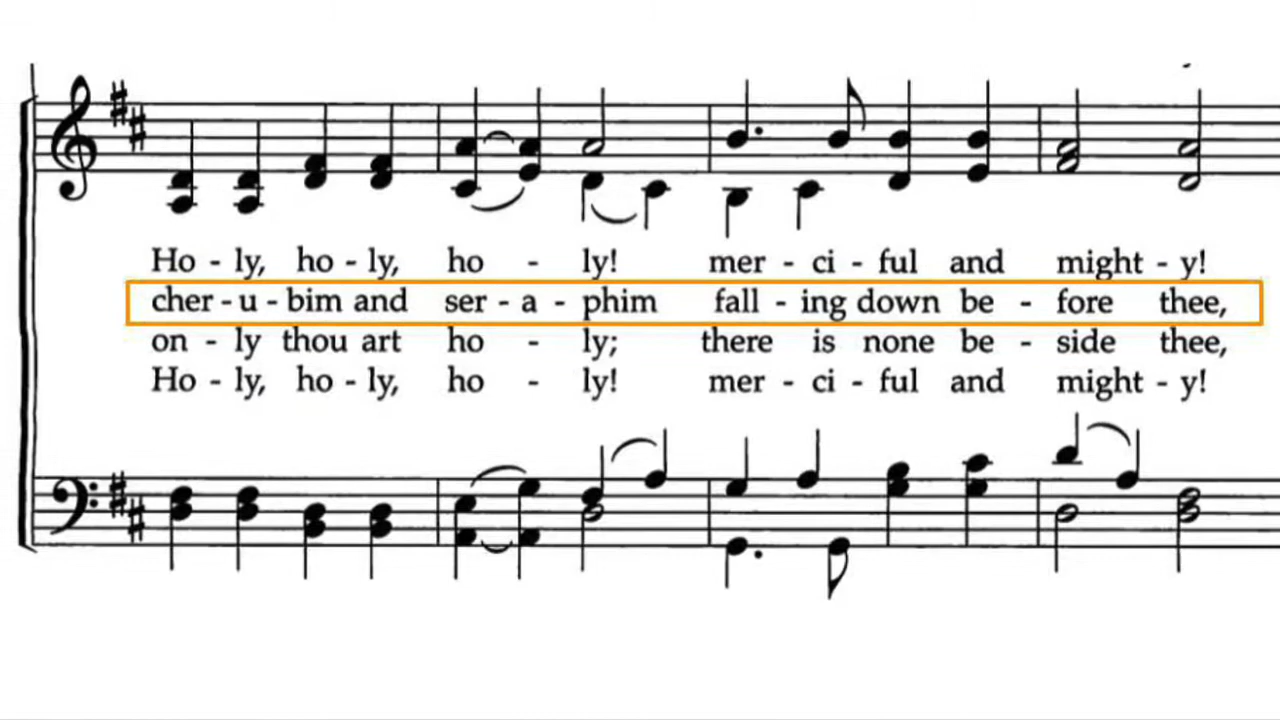 Ho - ly, ho - ly, ho - ly! mer - ci - ful and might - y!
cher - u - bim and ser - a - phim fall - ing down be - fore thee,
on - ly thou art ho - ly; there is none be - side thee,
Ho - ly, ho - ly, ho - ly! mer - ci - ful and might - y!